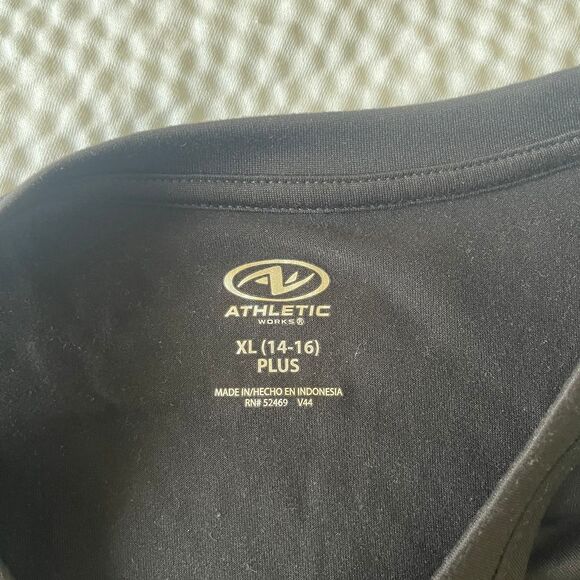 ATHLETIC
WORKS®
XL (14-16)
PLUS
MADE IN/HECHO EN INDONESIA
RN# 52469 V44